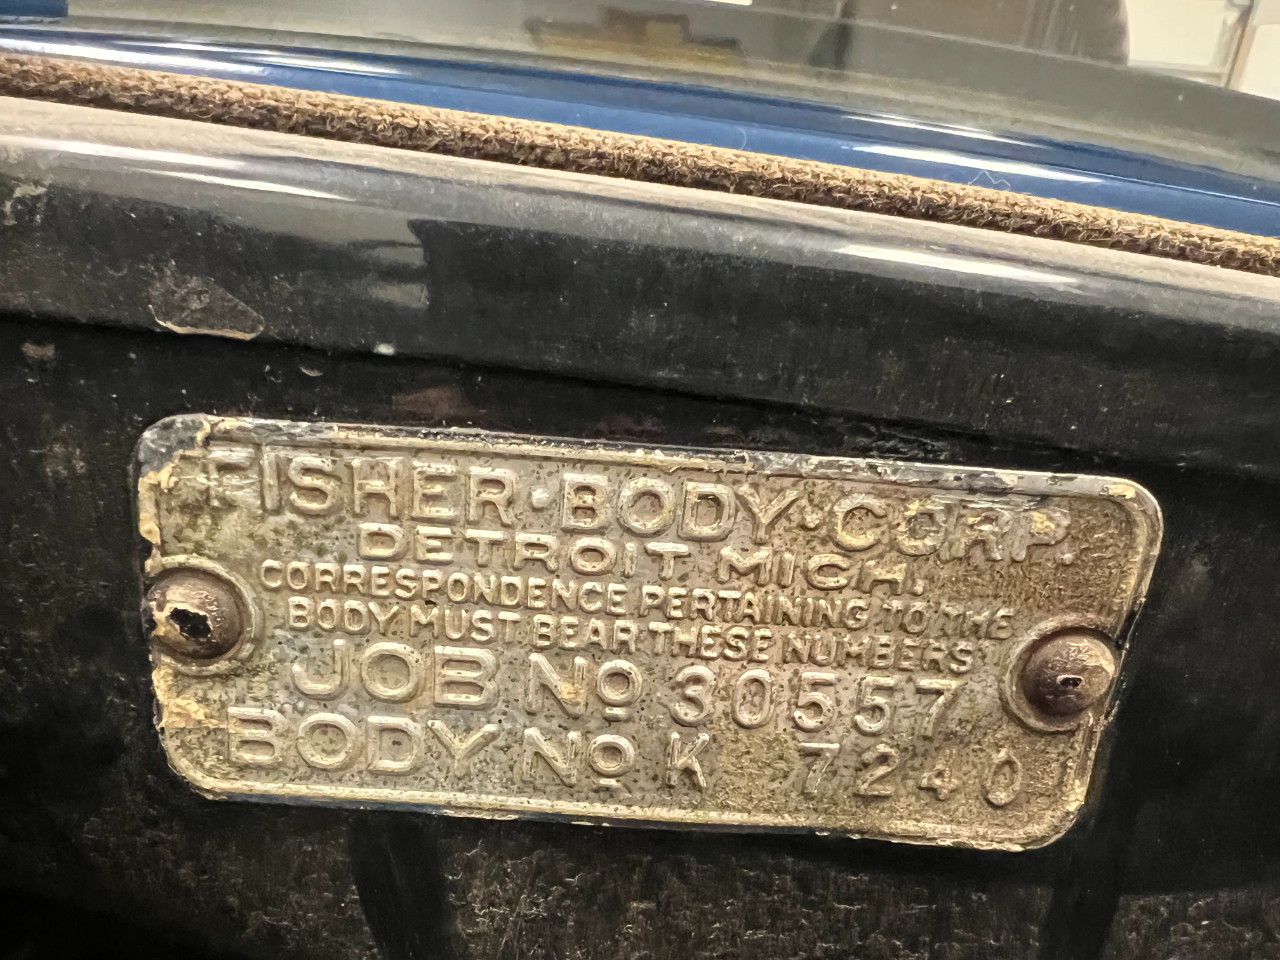 FISHER·BODY·CORP.
DETROIT MICH.
CORRESPONDENCE PERTAINING TO THE
BODY MUST BEAR THESE NUMBERS
JOB Nº 30557
BODY Nº K 7240